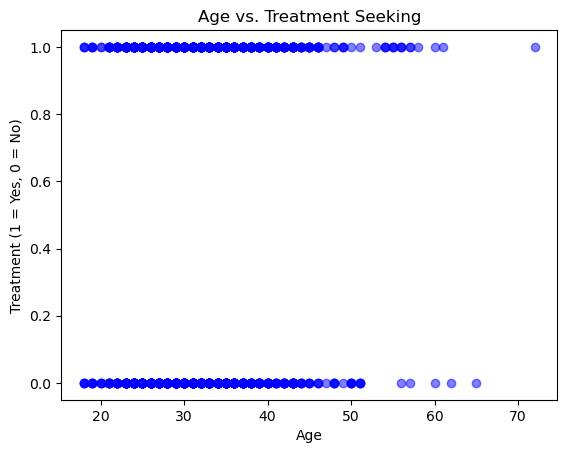 Age vs. Treatment Seeking
1.0
0.8
0.6
0.4
0.2
0.0
Treatment (1 = Yes, 0 = No)
20 30 40 50 60 70
Age